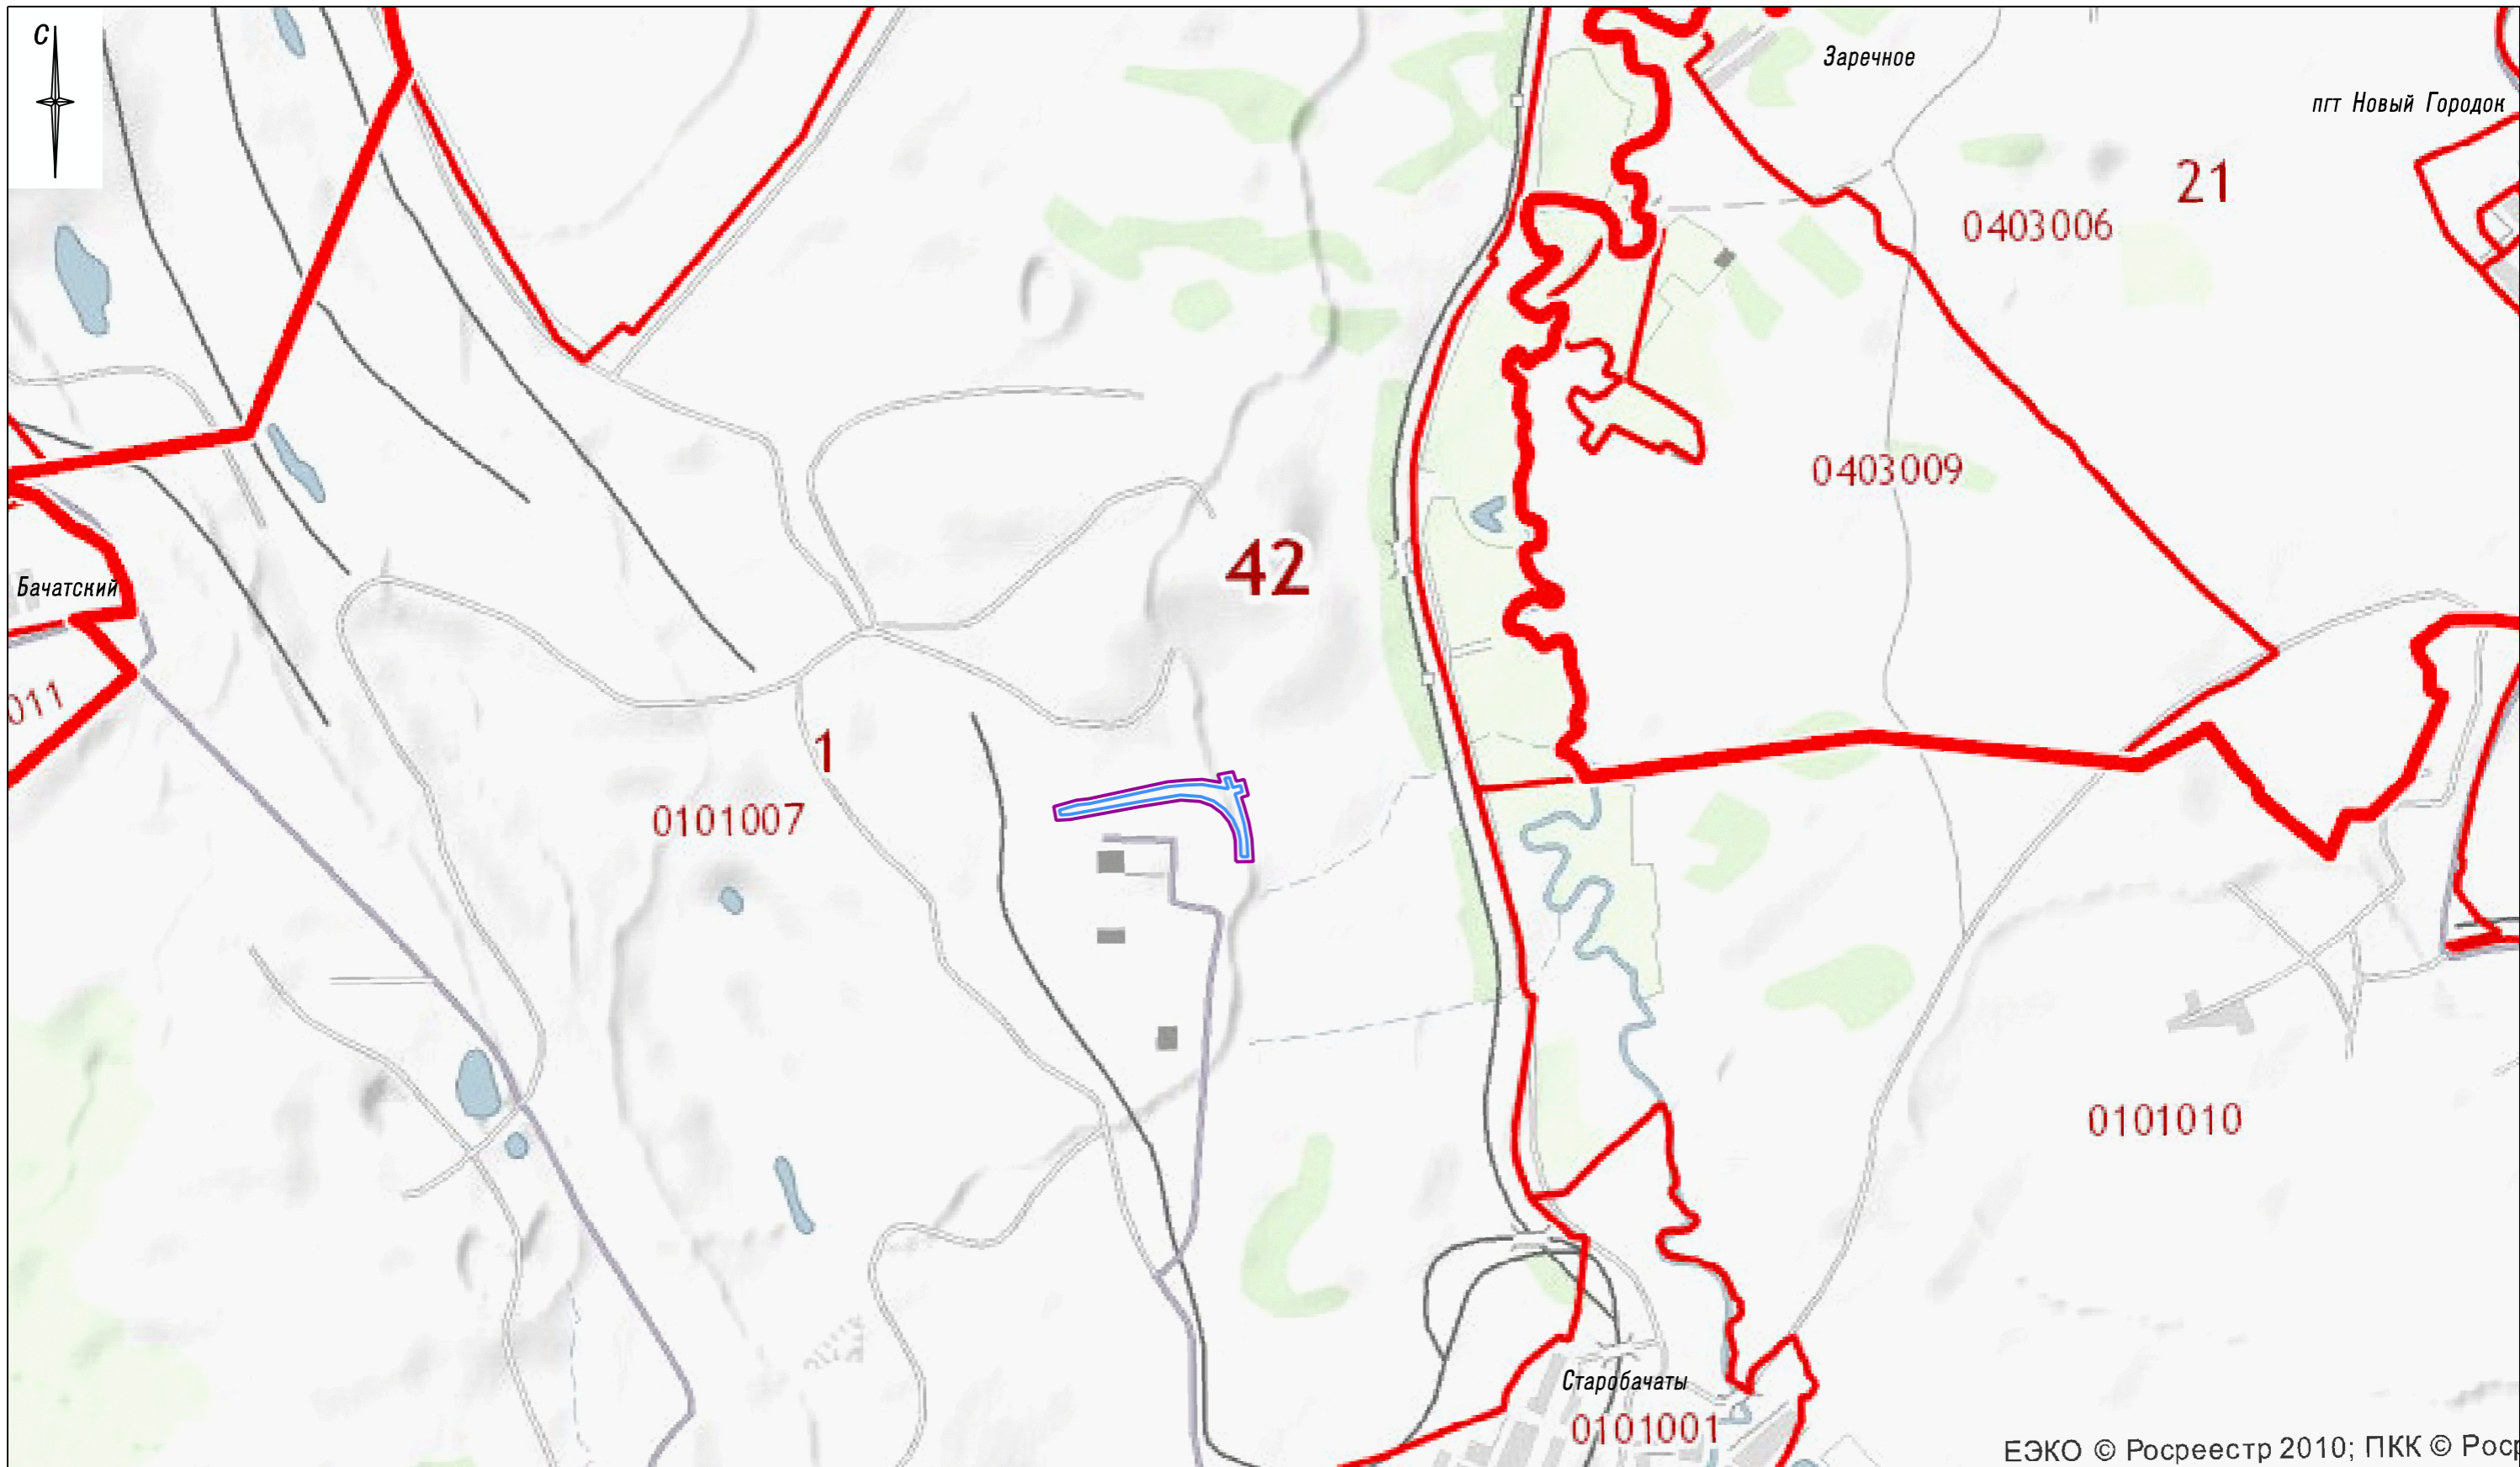 С
Заречное
пгт Новый Городок
21
0403006
0403009
42
Бачатский
011
1
0101007
0101010
Старобачаты
0101001
ЕЭКО © Росреестр 2010; ПКК © Роср